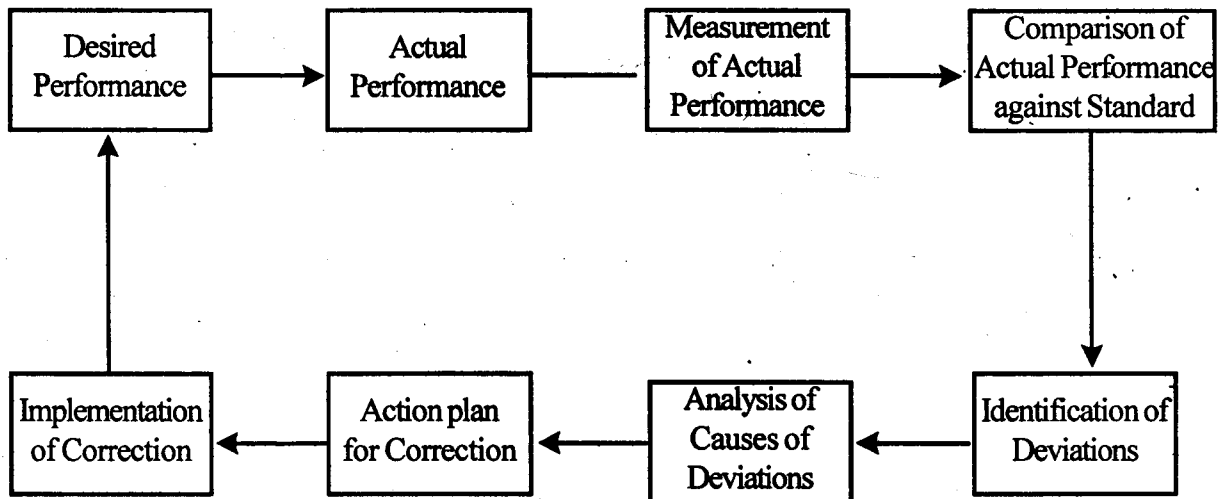 Desired
Performance
Actual
Performance
Measurement
of Actual
Performance
Comparison of
Actual Performance
against Standard
Implementation
of Correction
Action plan
for Correction
Analysis of
Causes of
Deviations
Identification of
Deviations